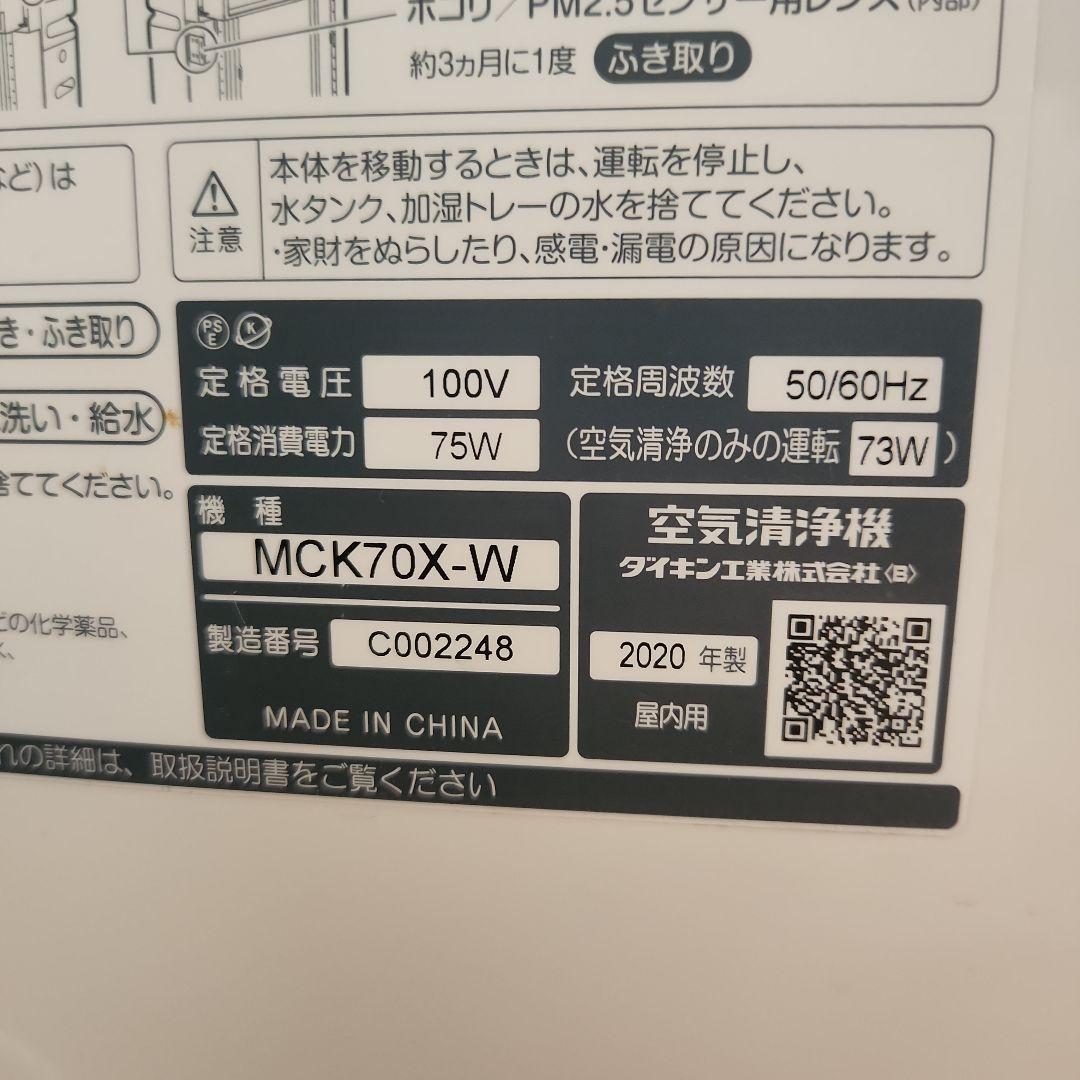 ホコリ/PM2.5センサー用レンズ(内部)
約3ヵ月に1度 ふき取り
など)は
注意
本体を移動するときは、運転を停止し、
水タンク、加湿トレーの水を捨ててください。
・家財をぬらしたり、感電・漏電の原因になります。
き・ふき取り
洗い・給水
捨ててください。
どの化学薬品、
PSE
K
定格電圧 100V 定格周波数 50/60Hz
定格消費電力 75W (空気清浄のみの運転 73W)
機種
MCK70X-W
製造番号 C002248
MADE IN CHINA
空気清浄機
ダイキン工業株式会社〈B〉
2020 年製
屋内用
れの詳細は、取扱説明書をご覧ください